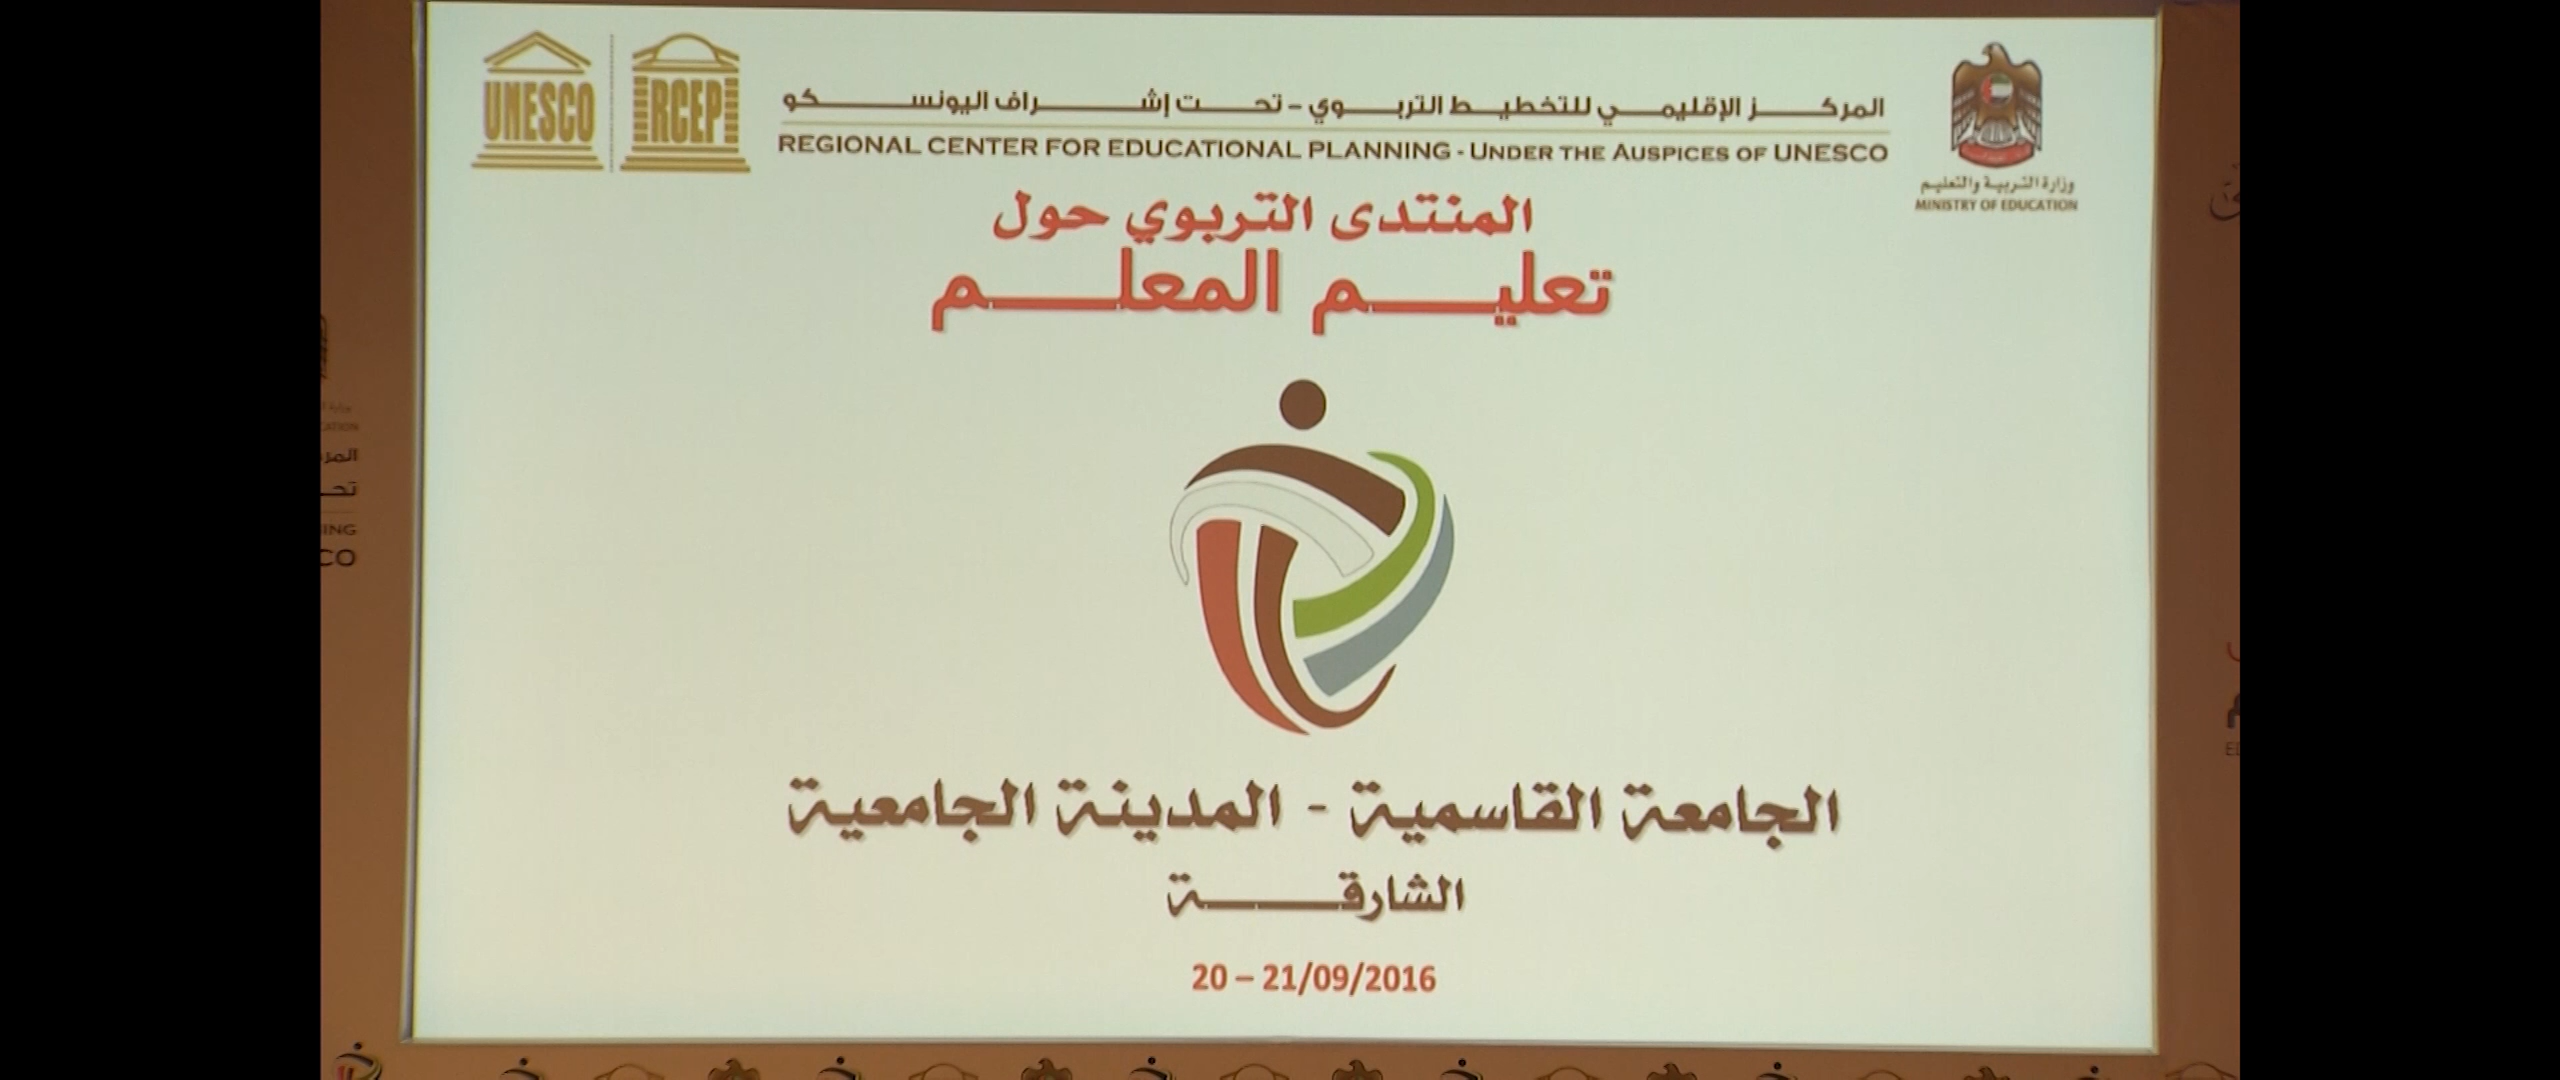 UNESCO
RCEP
المركز الإقليمي للتخطيط التربوي - تحت إشراف اليونسكو
REGIONAL CENTER FOR EDUCATIONAL PLANNING - UNDER THE AUSPICES OF UNESCO
وزارة التربية والتعليم
MINISTRY OF EDUCATION
المنتدى التربوي حول
تعليم المعلم
الجامعة القاسمية - المدينة الجامعية
الشارقة
20 – 21/09/2016